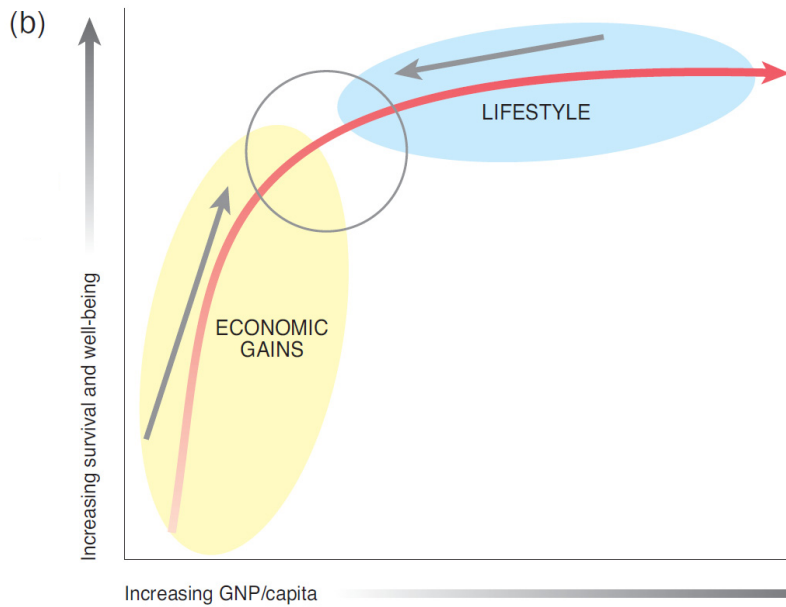 (b)
Increasing survival and well-being
LIFESTYLE
ECONOMIC
GAINS
Increasing GNP/capita